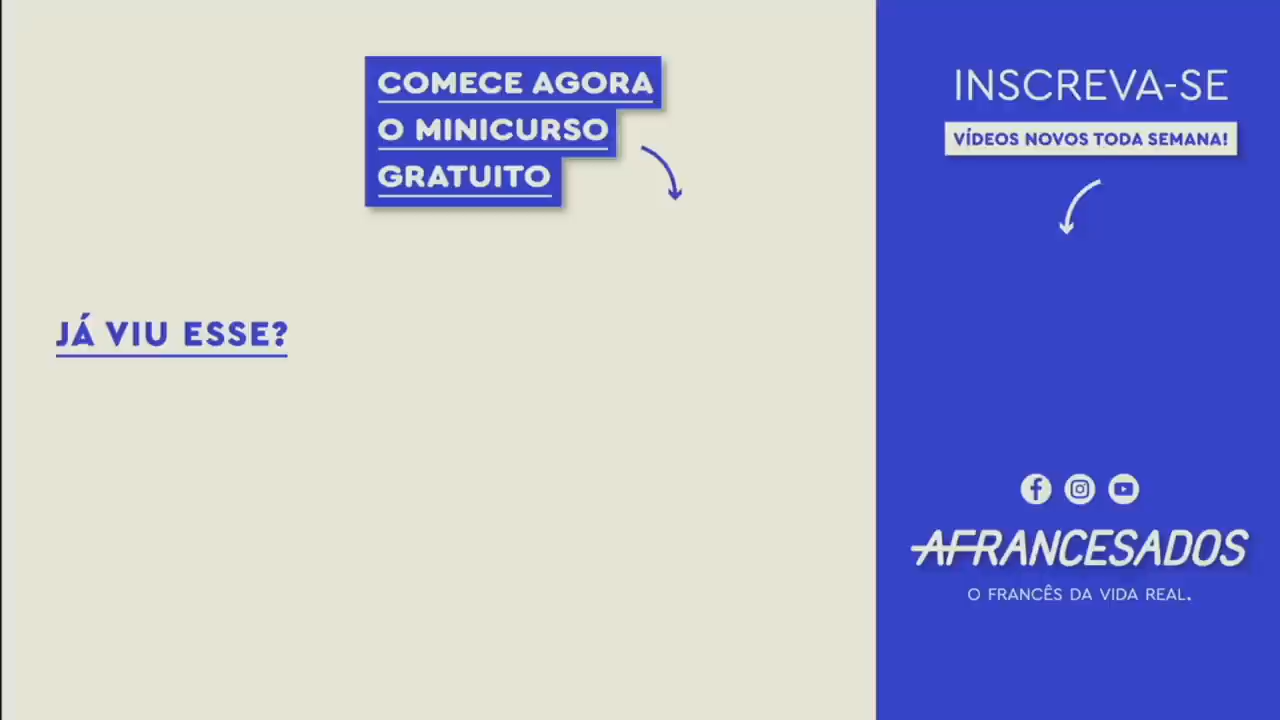 COMECE AGORA
O MINICURSO
GRATUITO
JÁ VIU ESSE?
INSCREVA-SE
VÍDEOS NOVOS TODA SEMANA!
AFRANCESADOS
O FRANCÊS DA VIDA REAL.